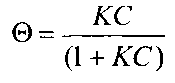 Θ = KC / (1 + KC)